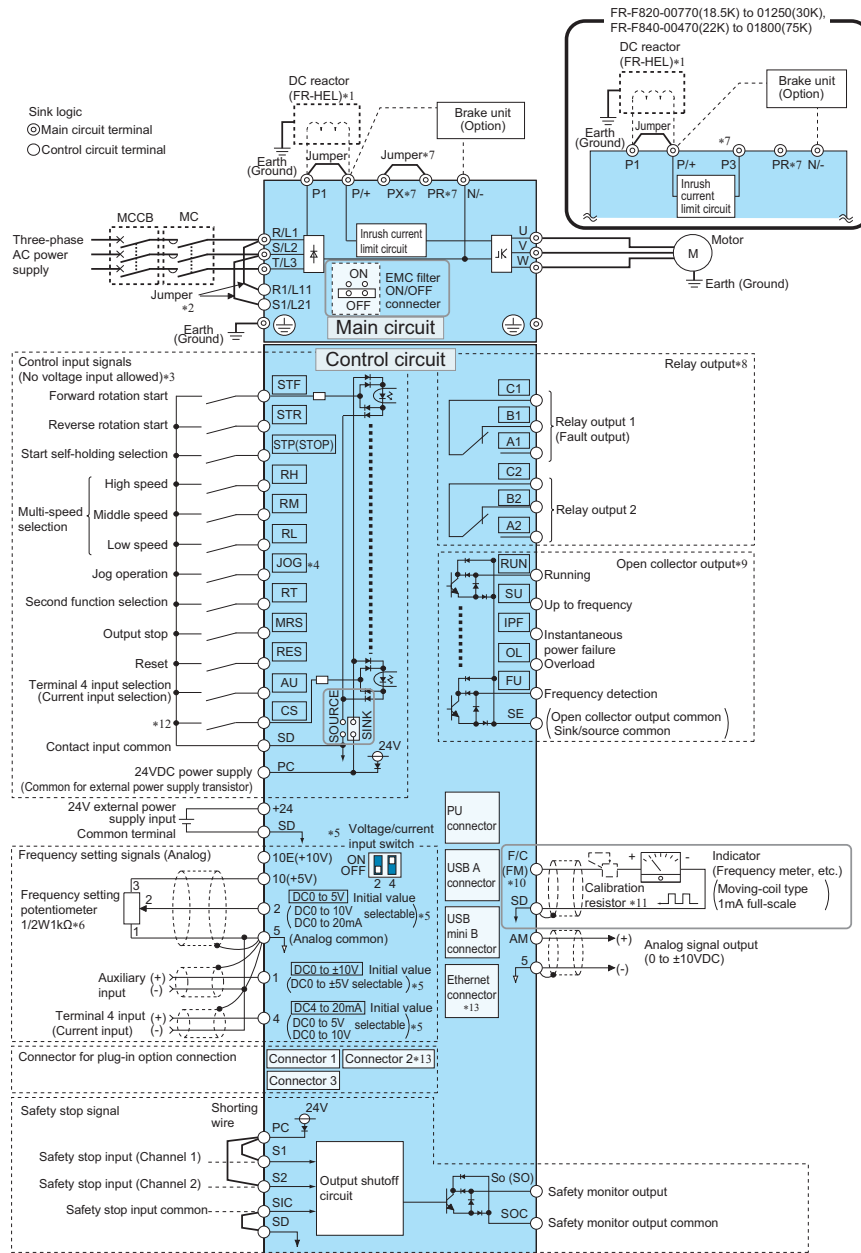 FR-F820-00770(18.5K) to 01250(30K),
FR-F840-00470(22K) to 01800(75K)
DC reactor
(FR-HEL)*1
Brake unit
(Option)
Earth
(Ground)
Jumper
*7
P1
P/+
P3
PR*7
N/-
Inrush
current
limit circuit
Sink logic
Main circuit terminal
Control circuit terminal
DC reactor
(FR-HEL)*1
Brake unit
(Option)
Earth
(Ground)
Jumper
Jumper*7
P1
P/+
PX*7
PR*7
N/-
MCCB
MC
Three-phase
AC power
supply
R/L1
S/L2
T/L3
R1/L11
S1/L21
Jumper
*2
Earth
(Ground)
Inrush current
limit circuit
ON
OFF
EMC filter
ON/OFF
connecter
U
V
W
Motor
M
Earth (Ground)
Main circuit
Control circuit
Control input signals
(No voltage input allowed)*3
Forward rotation start
STF
Reverse rotation start
STR
Start self-holding selection
STP(STOP)
Multi-speed
selection
High speed
RH
Middle speed
RM
Low speed
RL
Jog operation
JOG *4
Second function selection
RT
Output stop
MRS
Reset
RES
Terminal 4 input selection
(Current input selection)
AU
*12
CS
SOURCE
SINK
Contact input common
SD
24V
24VDC power supply
(Common for external power supply transistor)
PC
Relay output*8
C1
B1
A1
Relay output 1
(Fault output)
C2
B2
A2
Relay output 2
Open collector output*9
RUN
Running
SU
Up to frequency
IPF
Instantaneous
power failure
OL
Overload
FU
Frequency detection
SE
(Open collector output common
Sink/source common)
24V external power
supply input
+24
Common terminal
SD
*5
Voltage/current
input switch
ON
OFF
2 4
Frequency setting signals (Analog)
10E(+10V)
10(+5V)
Frequency setting
potentiometer
1/2W1kΩ*6
3
2
1
2
DC0 to 5V Initial value
(DC0 to 10V
DC0 to 20mA selectable)*5
5
(Analog common)
Auxiliary
input
(+)
(-)
1
DC0 to ±10V Initial value
(DC0 to ±5V selectable)*5
Terminal 4 input
(Current input)
(+)
(-)
4
DC4 to 20mA Initial value
(DC0 to 5V
DC0 to 10V selectable)*5
PU
connector
USB A
connector
USB
mini B
connector
Ethernet
connector
*13
F/C
(FM)
*10
SD
Calibration
resistor *11
+
-
Indicator
(Frequency meter, etc.)
(Moving-coil type
1mA full-scale)
AM
(+)
Analog signal output
(0 to ±10VDC)
5
(-)
Connector for plug-in option connection
Connector 1
Connector 2*13
Connector 3
Safety stop signal
Shorting
wire
24V
PC
Safety stop input (Channel 1)
S1
Safety stop input (Channel 2)
S2
Safety stop input common
SIC
SD
Output shutoff
circuit
So (SO)
Safety monitor output
SOC
Safety monitor output common